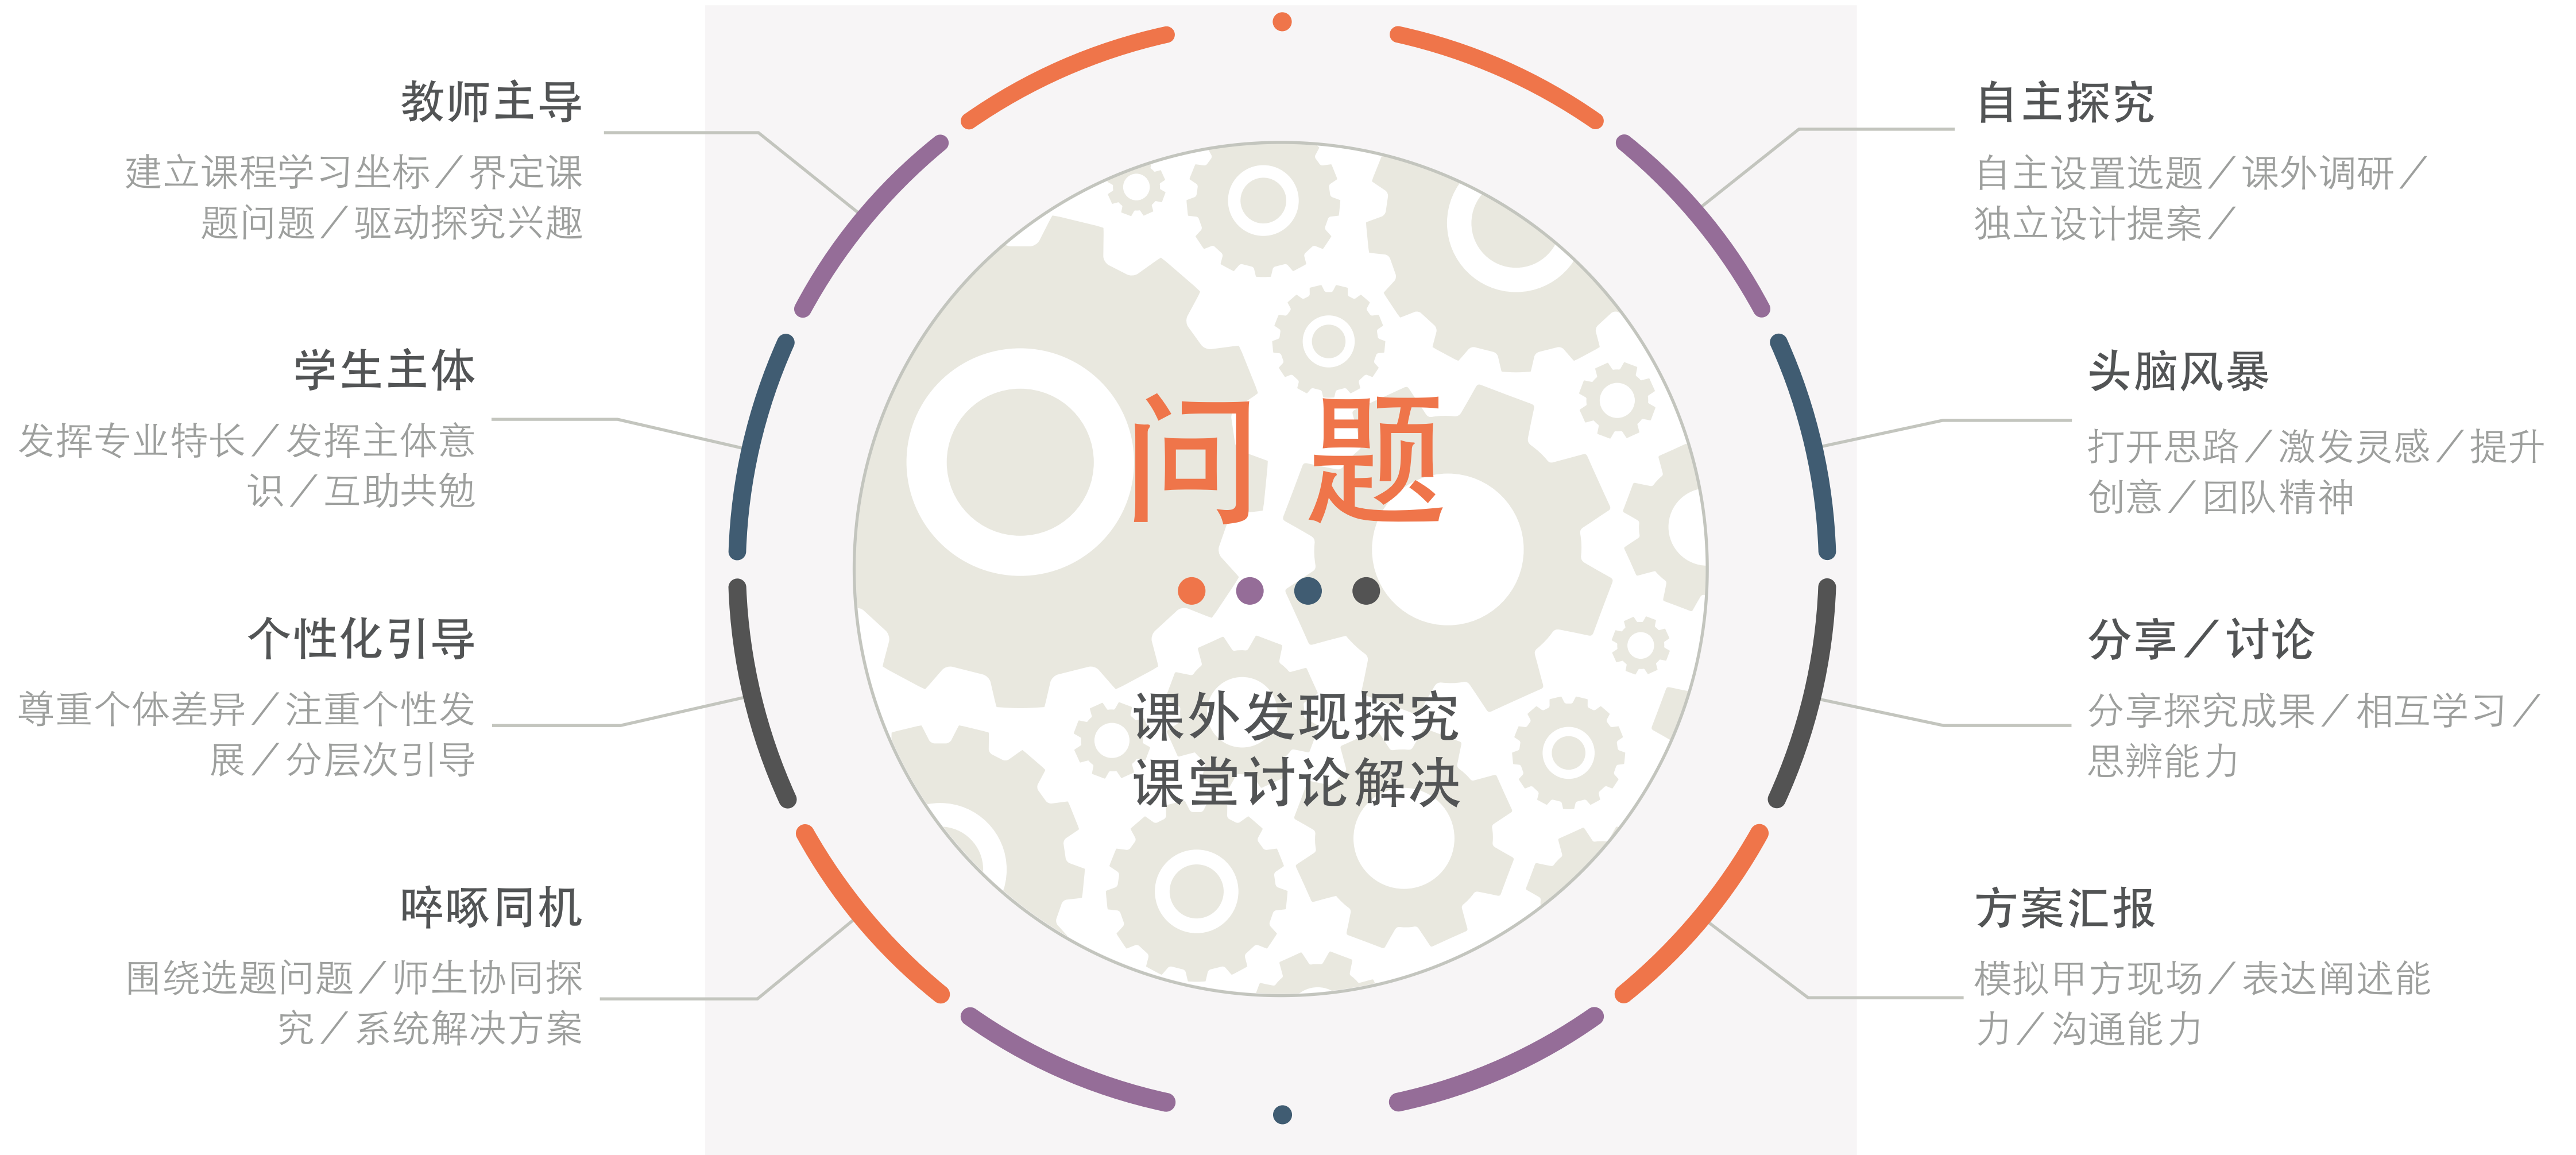 教师主导
建立课程学习坐标／界定课
题问题／驱动探究兴趣
学生主体
发挥专业特长／发挥主体意
识／互助共勉
个性化引导
尊重个体差异／注重个性发
展／分层次引导
啐啄同机
围绕选题问题／师生协同探
究／系统解决方案
问题
课外发现探究
课堂讨论解决
自主探究
自主设置选题／课外调研／
独立设计提案／
头脑风暴
打开思路／激发灵感／提升
创意／团队精神
分享／讨论
分享探究成果／相互学习／
思辨能力
方案汇报
模拟甲方现场／表达阐述能
力／沟通能力